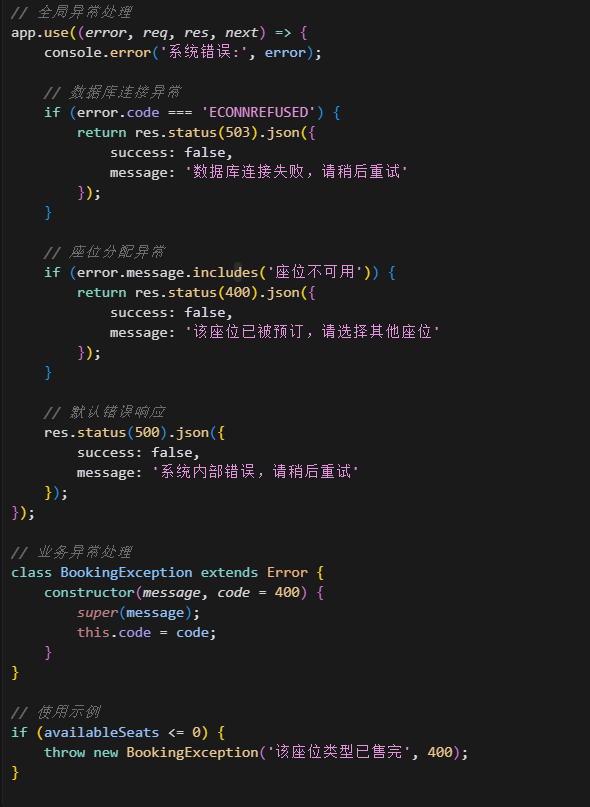 // 全局异常处理
app.use((error, req, res, next) => {
    console.error('系统错误:', error);

    // 数据库连接异常
    if (error.code === 'ECONNREFUSED') {
        return res.status(503).json({
            success: false,
            message: '数据库连接失败，请稍后重试'
        });
    }

    // 座位分配异常
    if (error.message.includes('座位不可用')) {
        return res.status(400).json({
            success: false,
            message: '该座位已被预订，请选择其他座位'
        });
    }

    // 默认错误响应
    res.status(500).json({
        success: false,
        message: '系统内部错误，请稍后重试'
    });
});

// 业务异常处理
class BookingException extends Error {
    constructor(message, code = 400) {
        super(message);
        this.code = code;
    }
}

// 使用示例
if (availableSeats <= 0) {
    throw new BookingException('该座位类型已售完', 400);
}